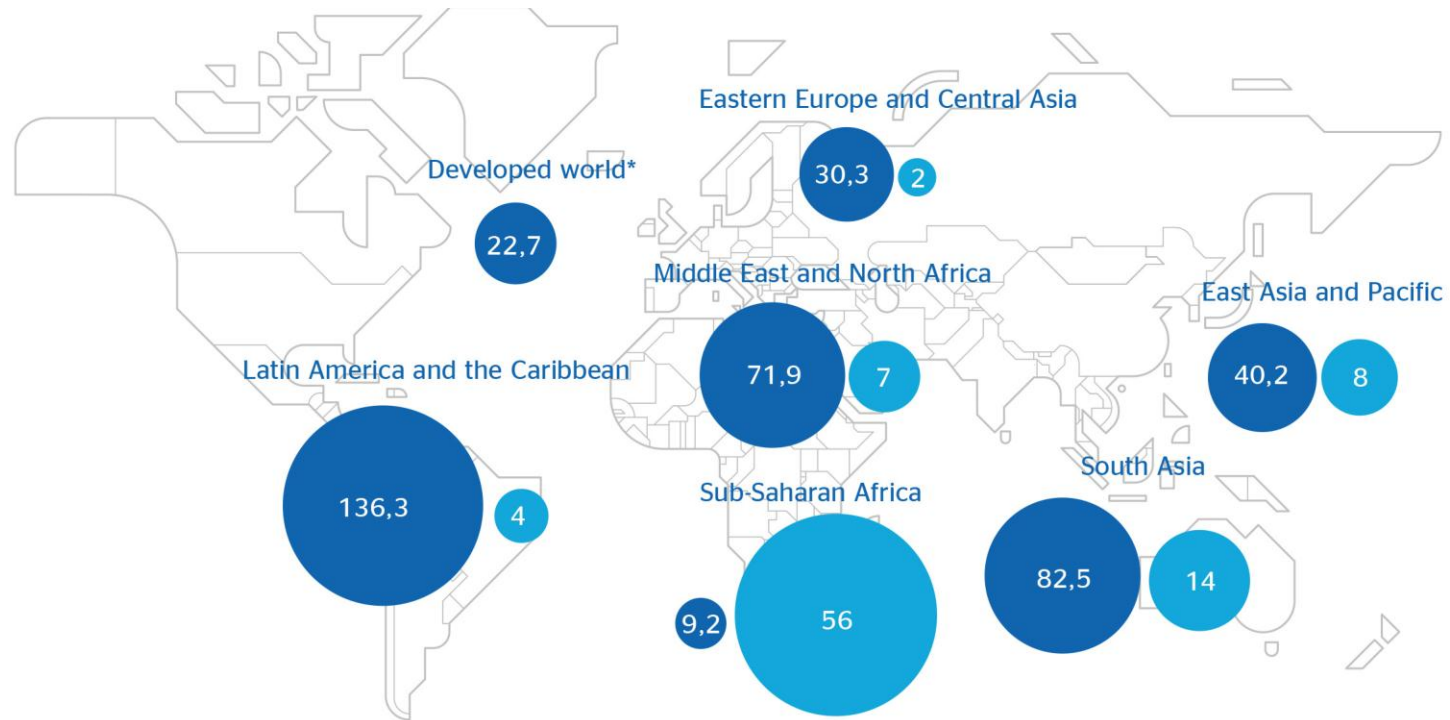 Eastern Europe and Central Asia
30,3
2
Developed world*
22,7
Middle East and North Africa
71,9
7
East Asia and Pacific
40,2
8
Latin America and the Caribbean
136,3
4
South Asia
82,5
14
Sub-Saharan Africa
9,2
56